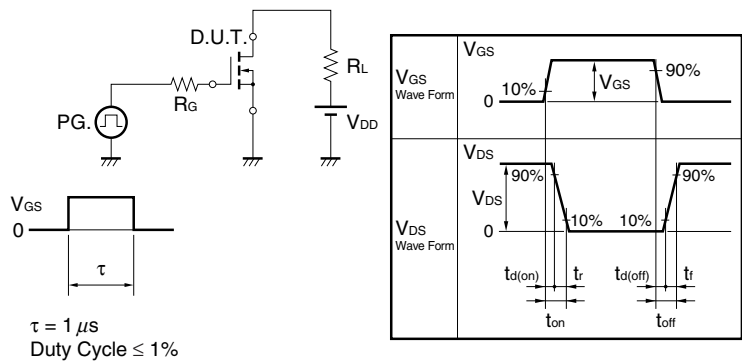 D.U.T.
RL
RG
PG.
VDD
VGS
0
τ
τ = 1 μs
Duty Cycle ≤ 1%
VGS
Wave Form
VGS
10%
0
VGS
90%
VDS
Wave Form
VDS
90%
VDS
0
10%
10%
90%
td(on)
tr
td(off)
tf
ton
toff